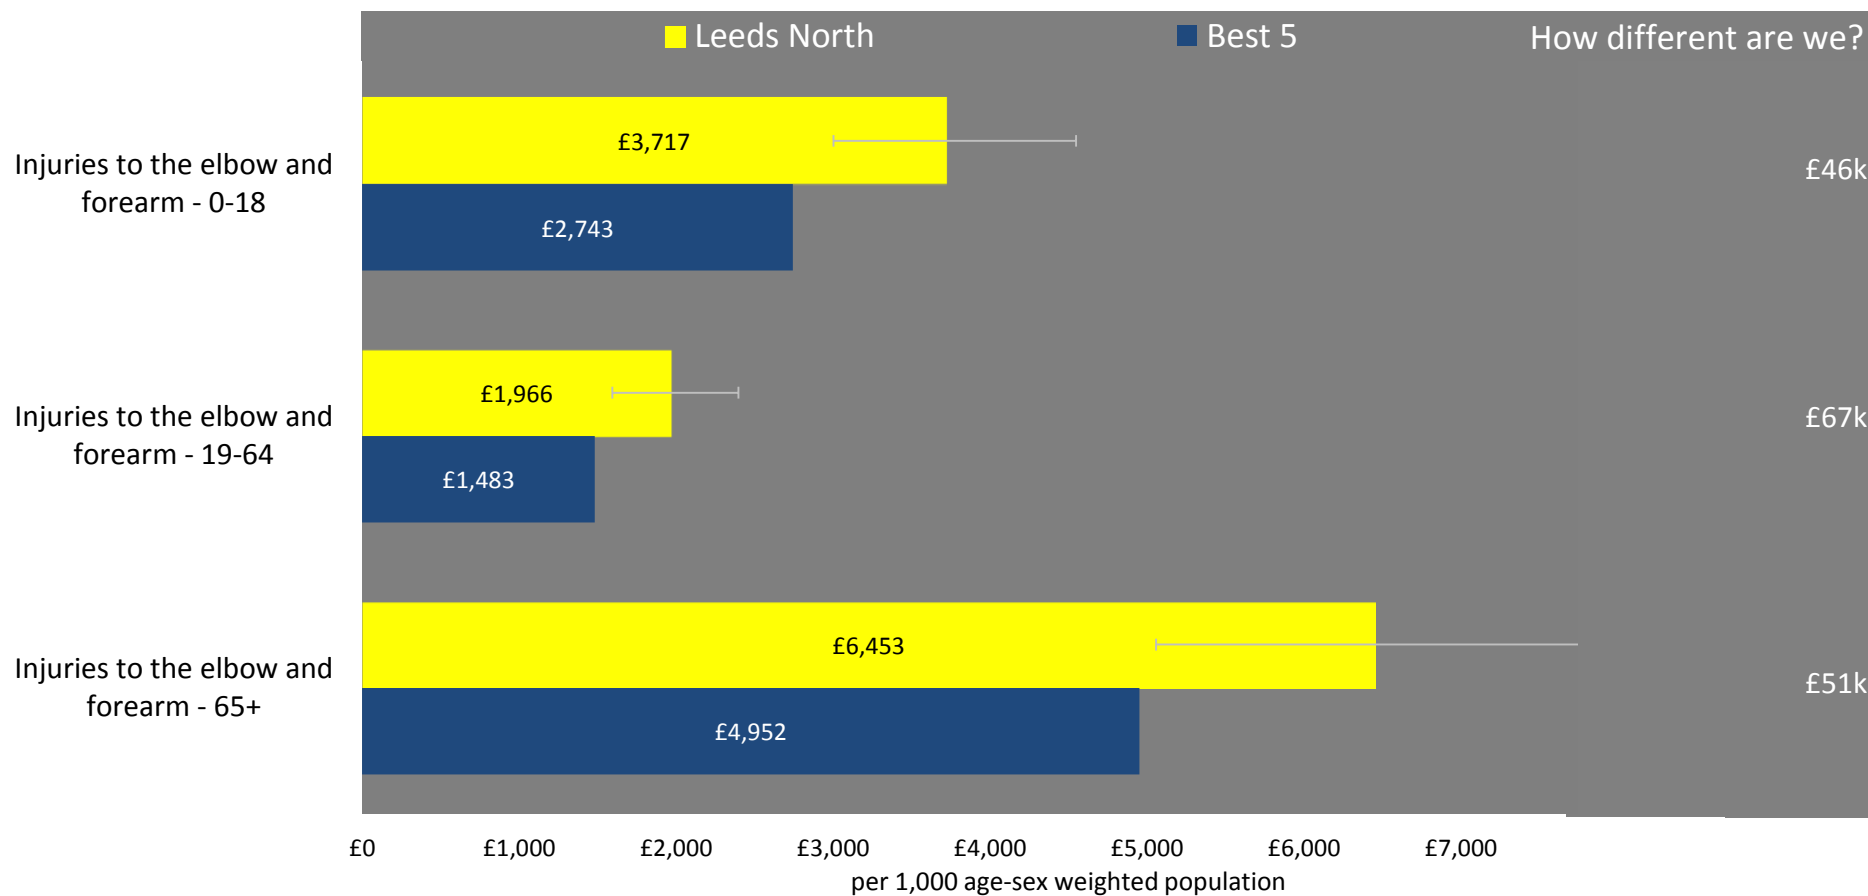 Leeds North
Best 5
How different are we?
Injuries to the elbow and
forearm - 0-18
£3,717
£2,743
£46k
Injuries to the elbow and
forearm - 19-64
£1,966
£1,483
£67k
Injuries to the elbow and
forearm - 65+
£6,453
£4,952
£51k
£0 £1,000 £2,000 £3,000 £4,000 £5,000 £6,000 £7,000
per 1,000 age-sex weighted population